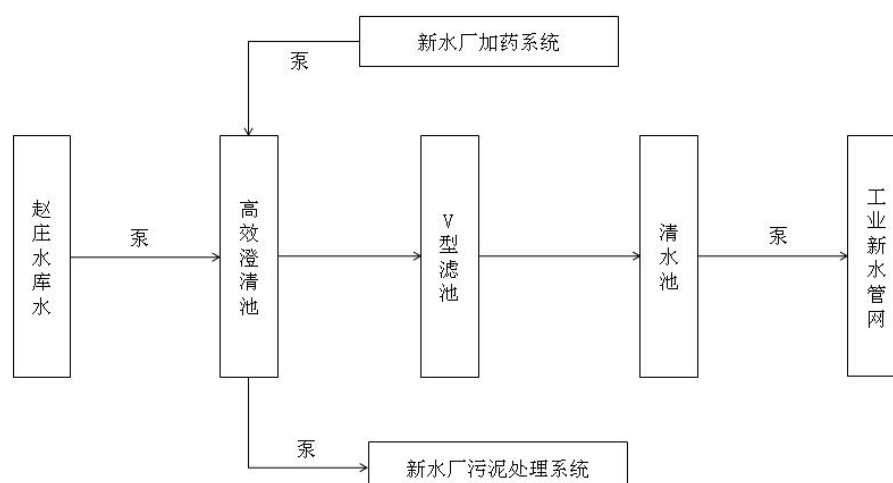 新水厂加药系统
泵
赵庄水库水
泵
高效澄清池
V型滤池
清水池
泵
工业新水管网
泵
新水厂污泥处理系统